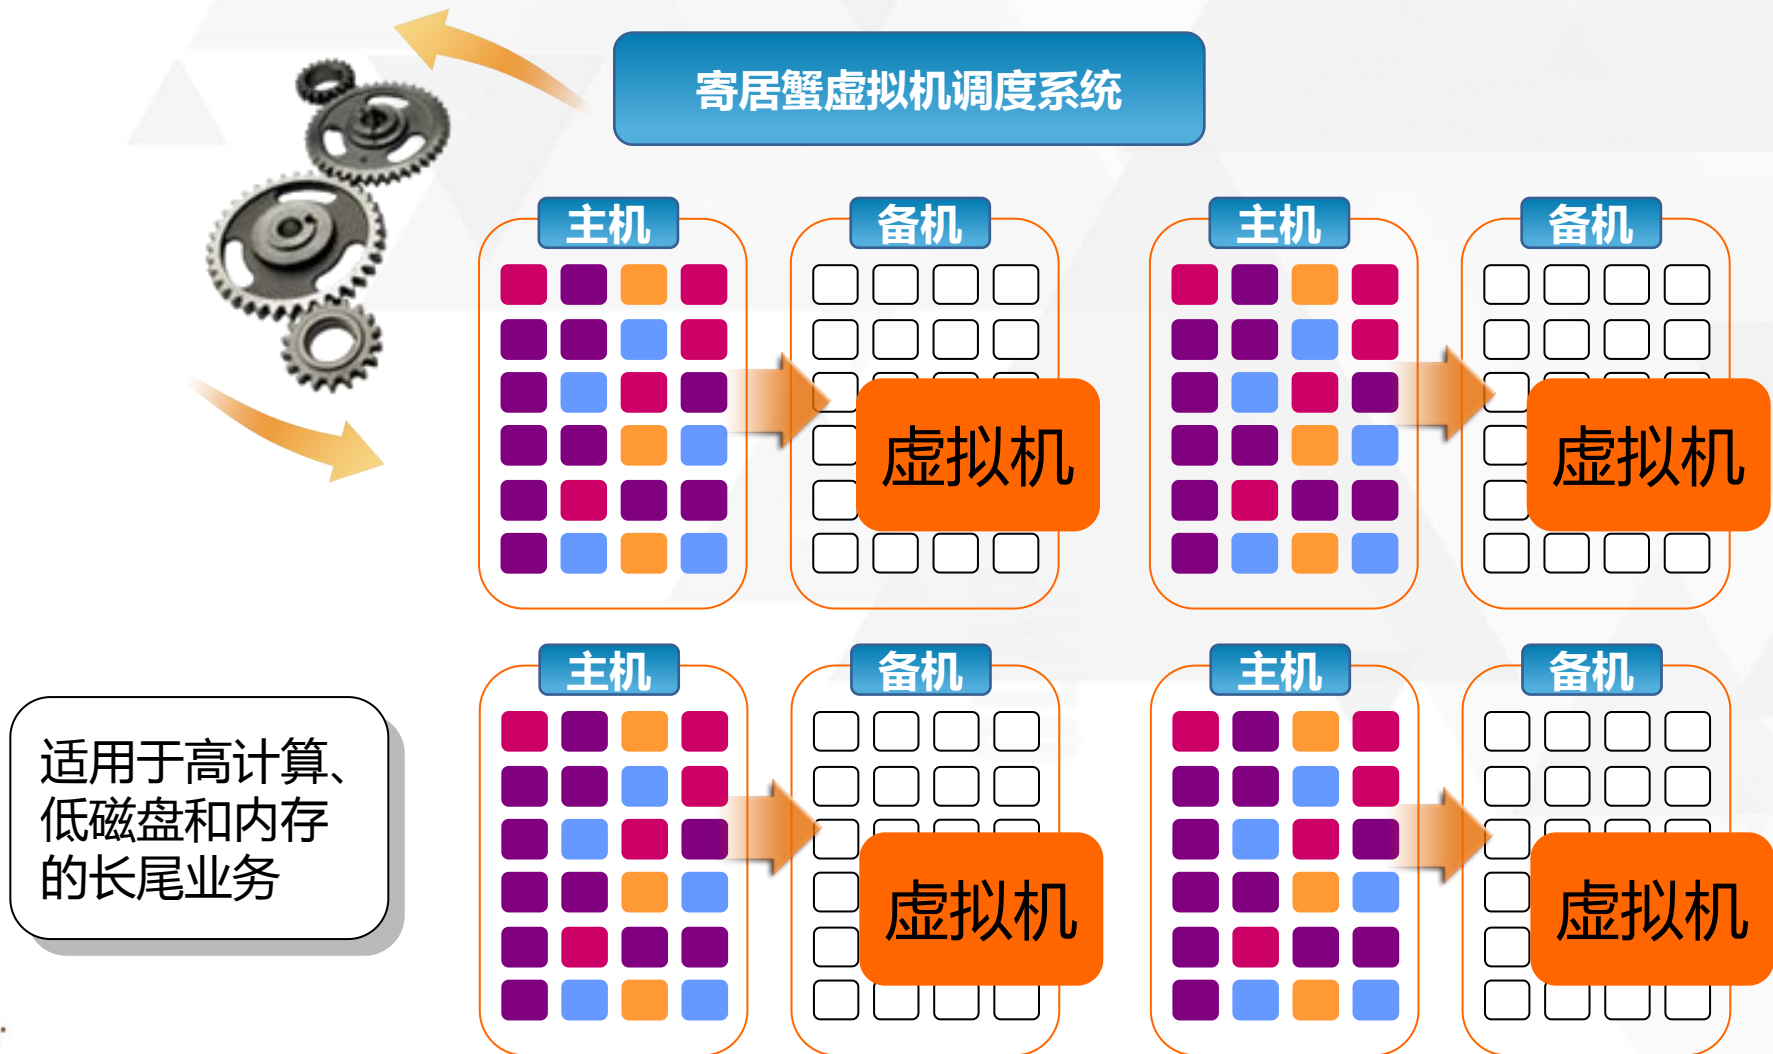 寄居蟹虚拟机调度系统
主机
备机
主机
备机
虚拟机
虚拟机
主机
备机
主机
备机
适用于高计算、
低磁盘和内存
的长尾业务
虚拟机
虚拟机